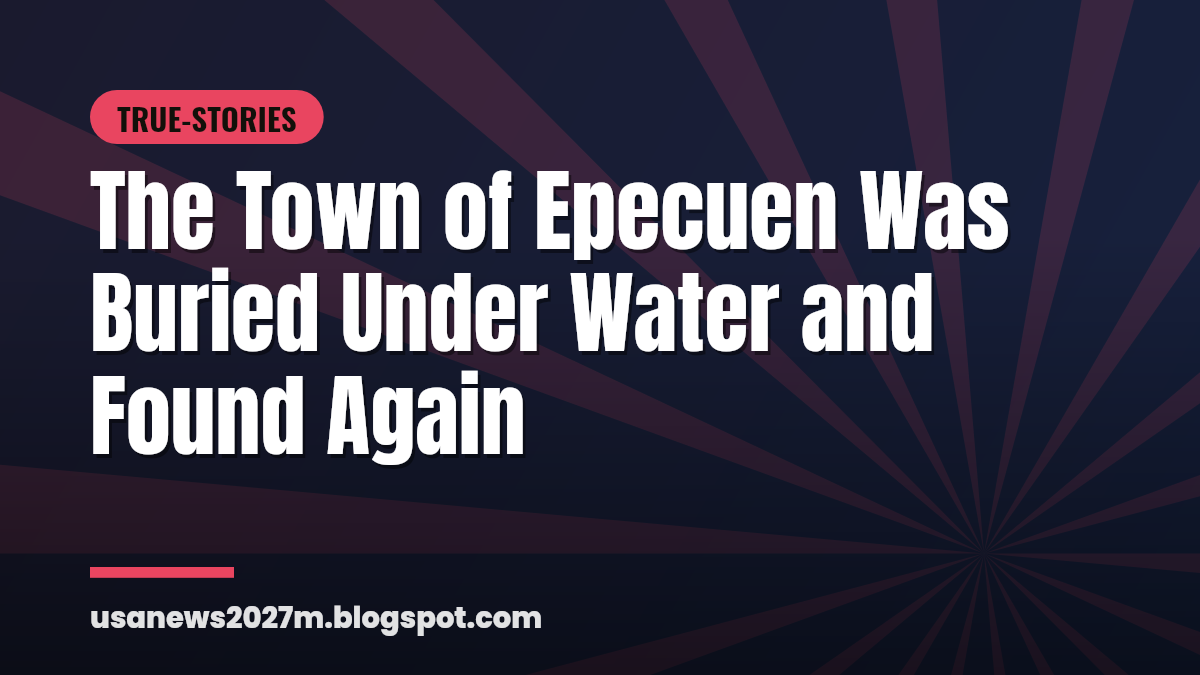 TRUE-STORIES
The Town of Epecuen Was
Buried Under Water and
Found Again
usanews2027m.blogspot.com